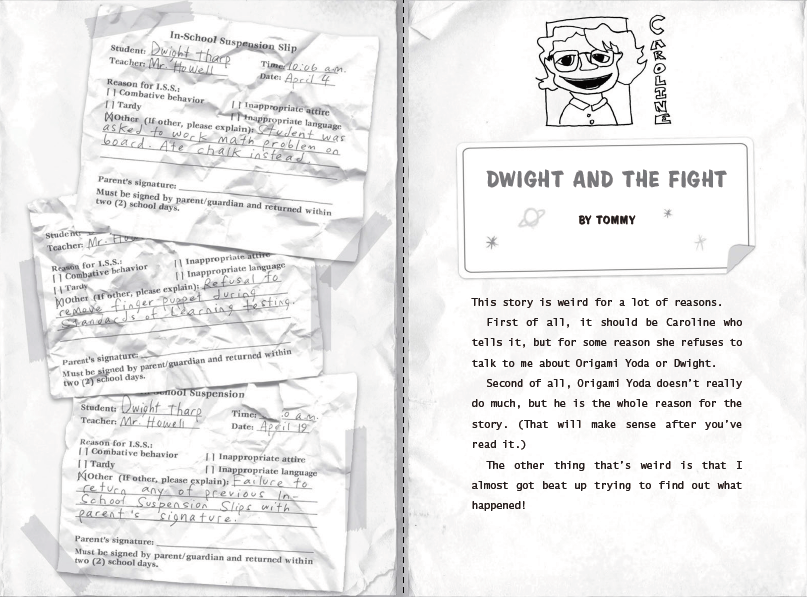 In-School Suspension Slip
Student: Dwight Tharp
Teacher: Mr. Howell
Time: 10:06 a.m.
Date: April 4
Reason for I.S.S.:
[ ] Combative behavior
[ ] Inappropriate attire
[ ] Tardy
[ ] Inappropriate language
[X] Other (If other, please explain): Student was
asked to work math problem on
board. Ate chalk instead.
Parent's signature:
Must be signed by parent/guardian and returned within
two (2) school days.
Student:
Teacher: Mr.
Reason for I.S.S.:
[ ] Combative behavior
[ ] Inappropriate attire
[ ] Tardy
[ ] Inappropriate language
[X] Other (If other, please explain): Refusal to
remove finger puppet during
Standards of Learning testing.
Parent's signature:
Must be signed by parent/guardian and returned within
two (2) school days.
School Suspension
Student: Dwight Tharp
Teacher: Mr. Howell
Time: 0 a.m.
Date: April 19
Reason for I.S.S.:
[ ] Combative behavior
[ ] Inappropriate attire
[ ] Tardy
[ ] Inappropriate language
[X] Other (If other, please explain): Failure to
return any of previous In-
School Suspension Slips with
parent's signature.
Parent's signature:
Must be signed by parent/guardian and returned within
two (2) school days.
CAROLINE
DWIGHT AND THE FIGHT
BY TOMMY
This story is weird for a lot of reasons.
First of all, it should be Caroline who
tells it, but for some reason she refuses to
talk to me about Origami Yoda or Dwight.
Second of all, Origami Yoda doesn't really
do much, but he is the whole reason for the
story. (That will make sense after you've
read it.)
The other thing that's weird is that I
almost got beat up trying to find out what
happened!